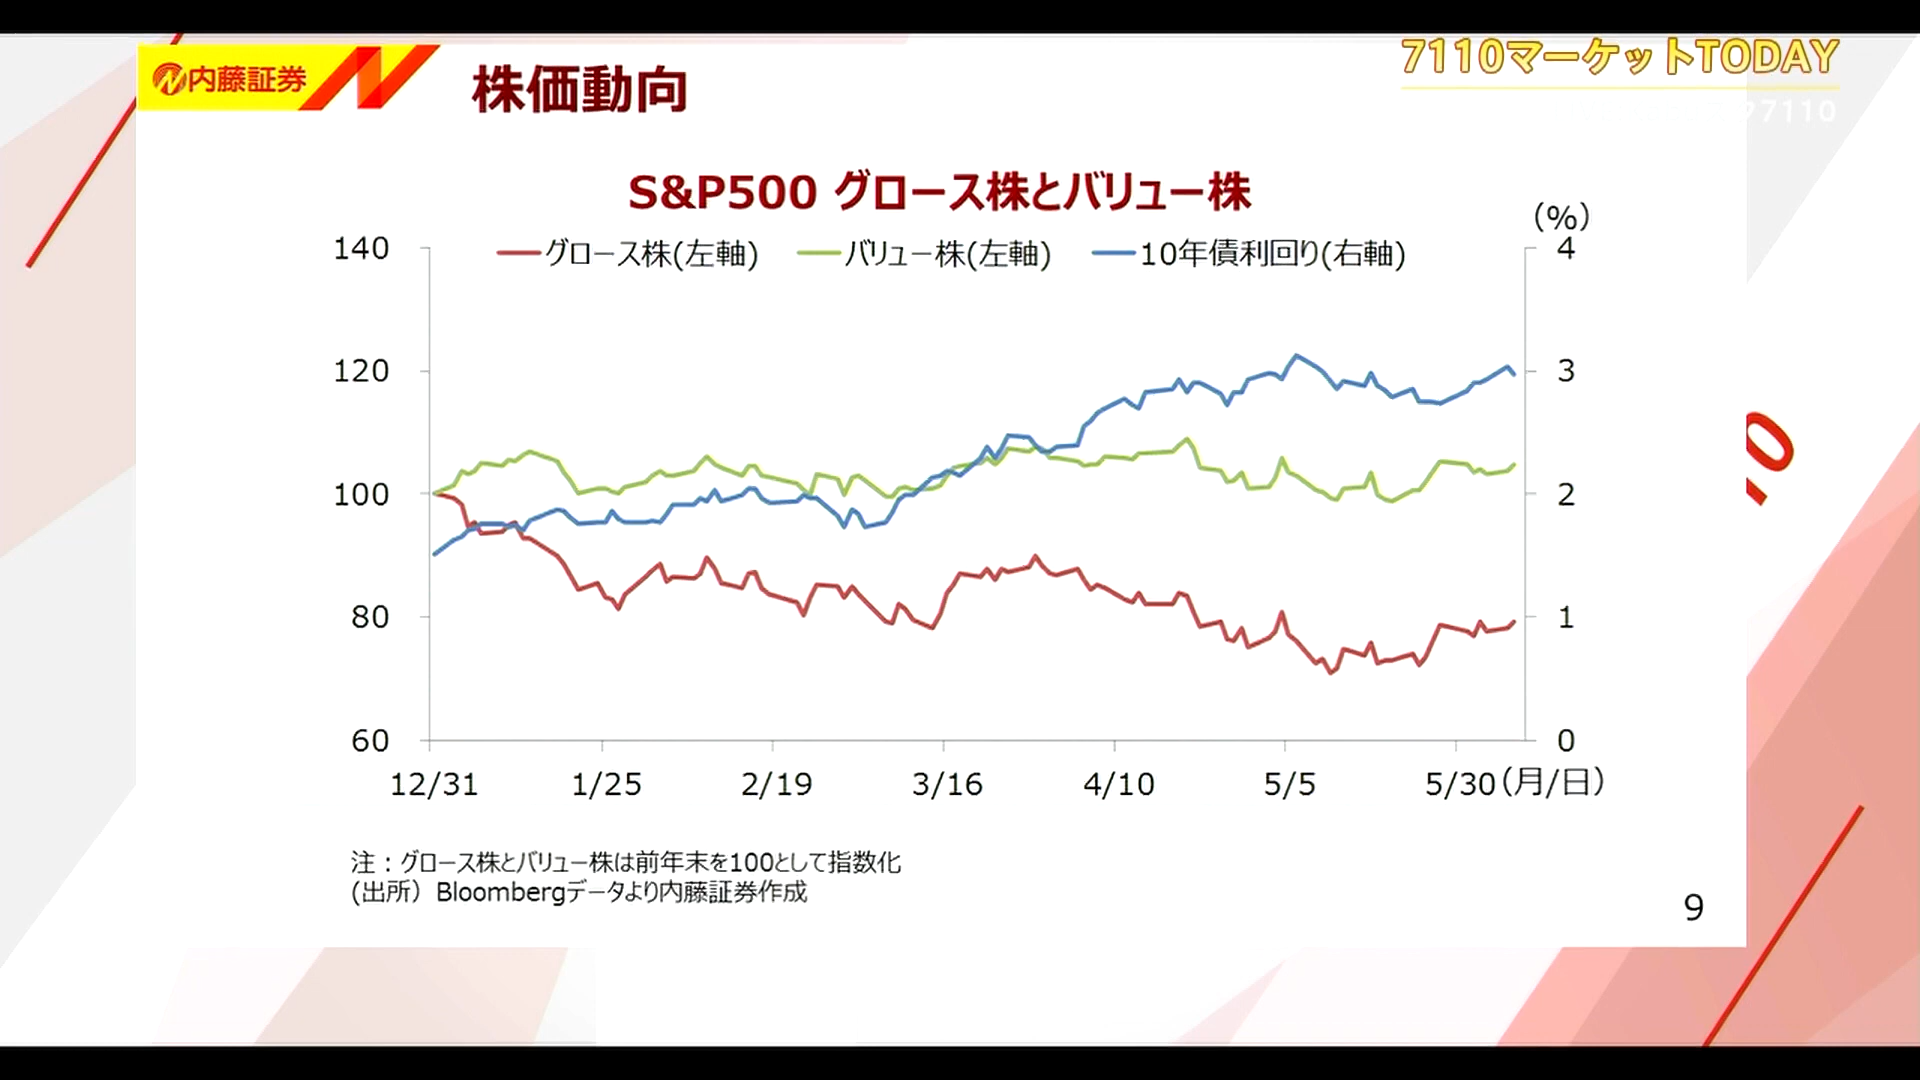 内藤証券
株価動向
7110マーケットTODAY
7110
S&P500 グロース株とバリュー株
(%)
グロース株(左軸) バリュー株(左軸) 10年債利回り(右軸)
140 4
120 3
100 2
80 1
60 0
12/31 1/25 2/19 3/16 4/10 5/5 5/30 (月/日)
注：グロース株とバリュー株は前年末を100として指数化
(出所）Bloombergデータより内藤証券作成
9